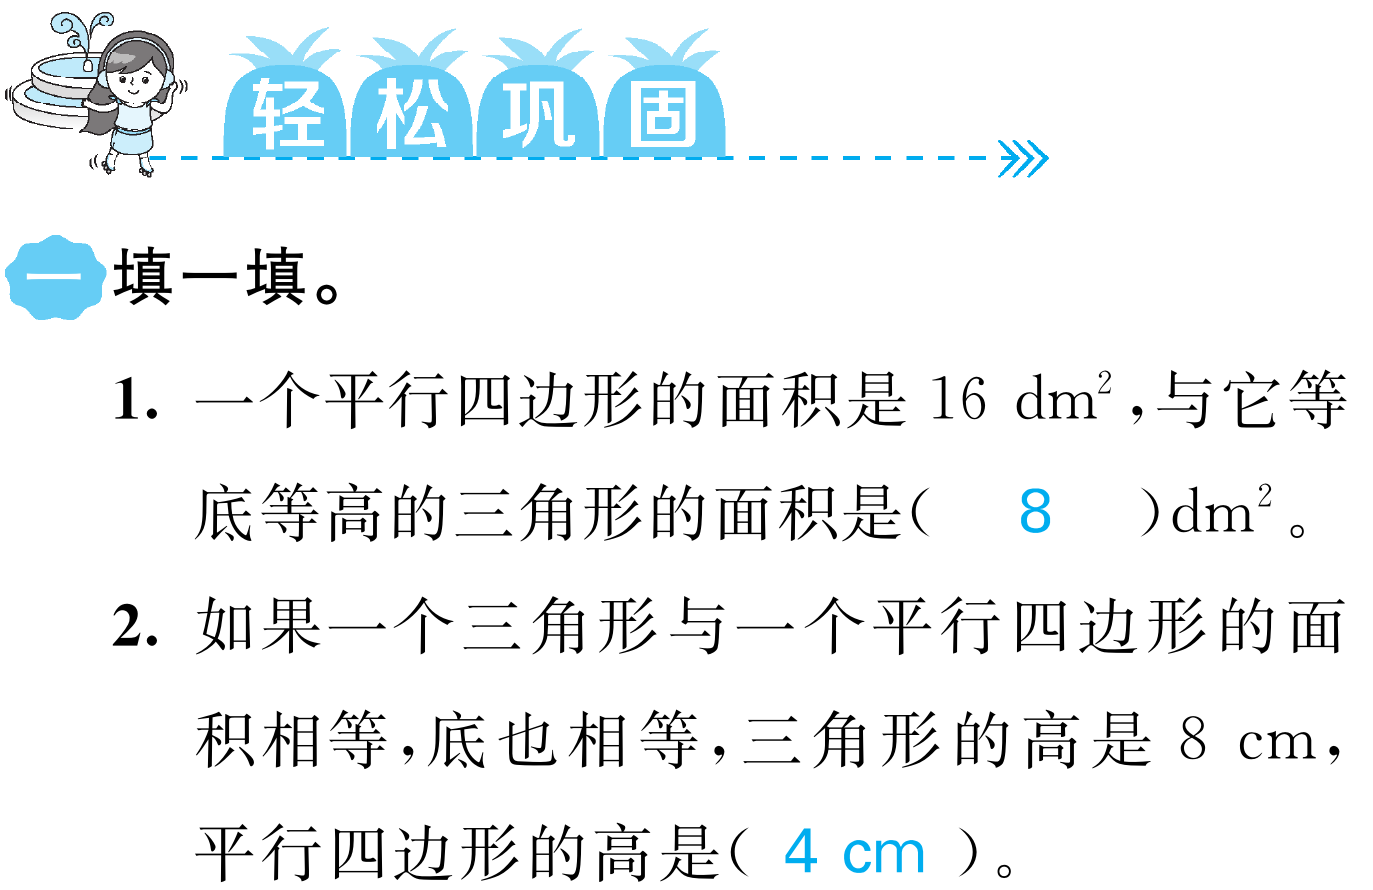 轻松巩固
一 填一填。
1. 一个平行四边形的面积是 16 dm²,与它等
底等高的三角形的面积是( 8 )dm²。
2. 如果一个三角形与一个平行四边形的面
积相等,底也相等,三角形的高是 8 cm,
平行四边形的高是( 4 cm )。